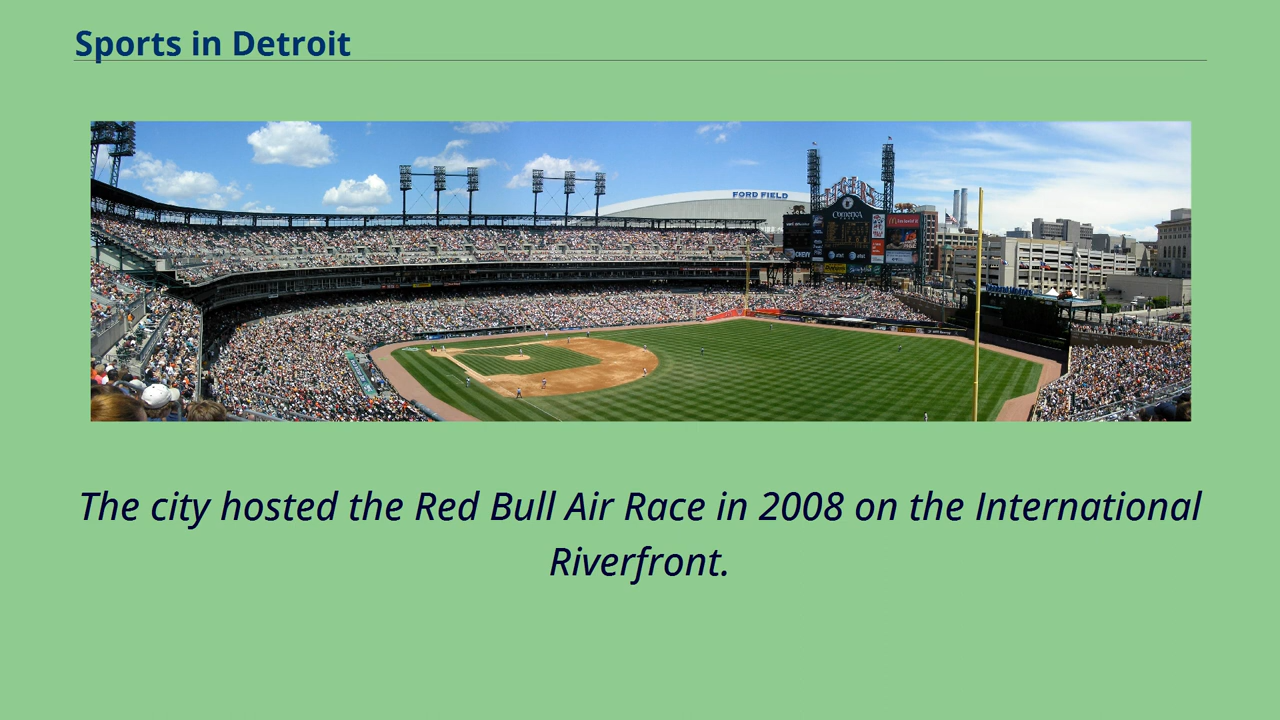 Sports in Detroit
FORD FIELD
Comerica
The city hosted the Red Bull Air Race in 2008 on the International
Riverfront.